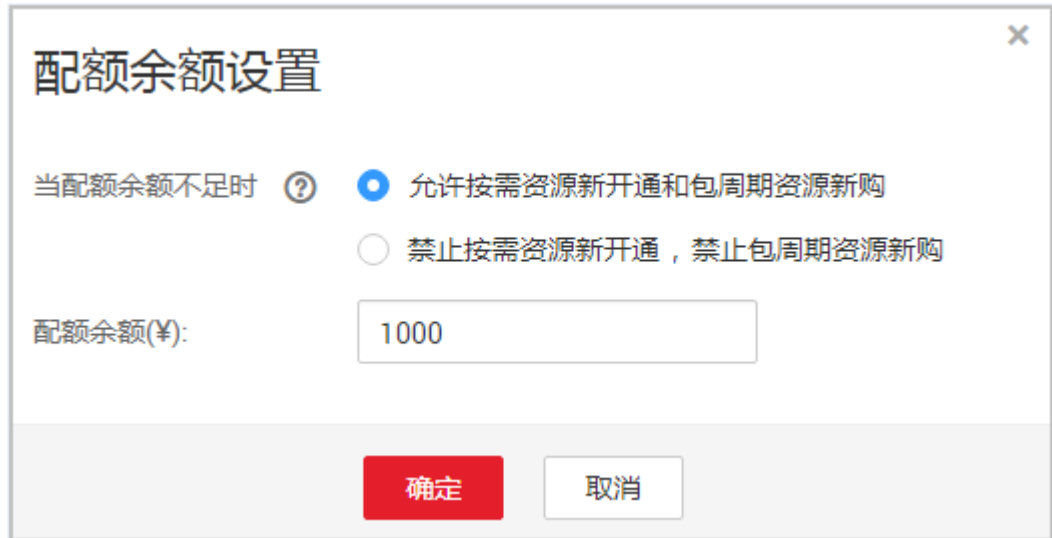 配额余额设置
×
当配额余额不足时 ? 允许按需资源新开通和包周期资源新购
禁止按需资源新开通，禁止包周期资源新购
配额余额(¥): 1000
确定 取消